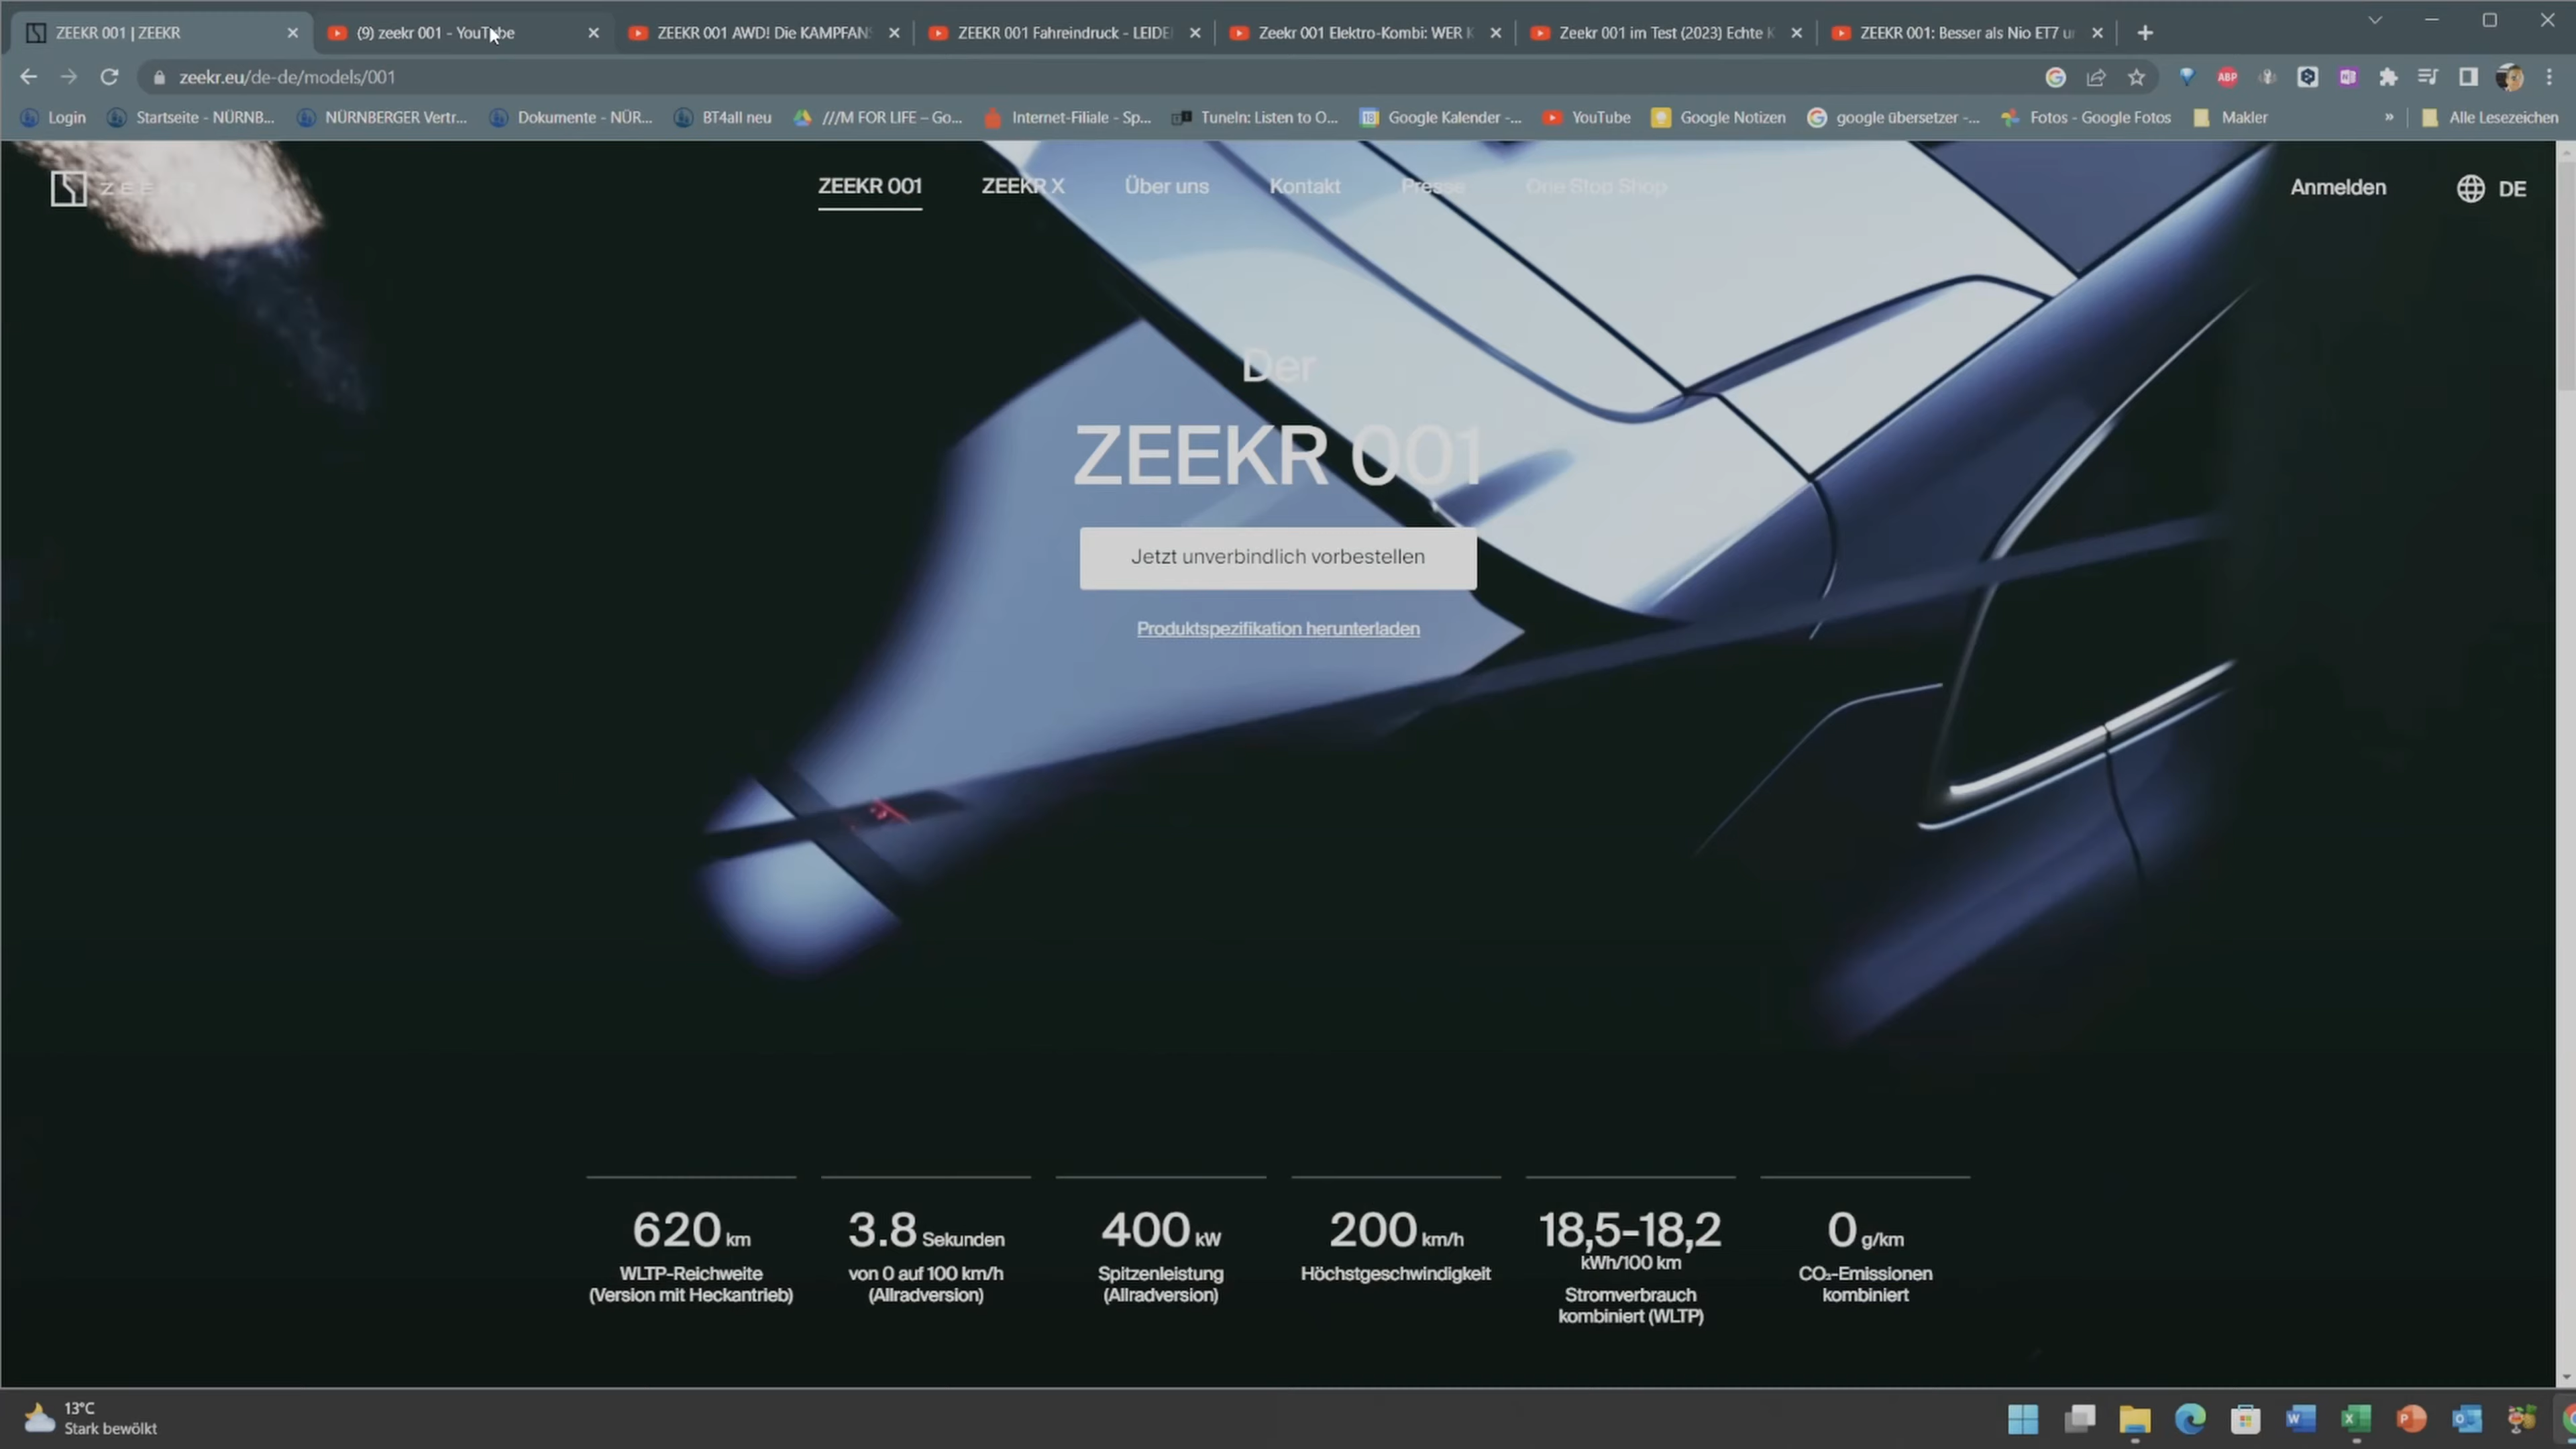 ZEEKR 001 | ZEEKR
(9) zeekr 001 - YouTube
ZEEKR 001 AWD! Die KAMPFANS
ZEEKR 001 Fahreindruck - LEIDE
Zeekr 001 Elektro-Kombi: WER K
Zeekr 001 im Test (2023) Echte K
ZEEKR 001: Besser als Nio ET7 u
zeekr.eu/de-de/models/001
ABP
Login
Startseite - NÜRNB...
NÜRNBERGER Vertr...
Dokumente - NÜR...
BT4all neu
///M FOR LIFE – Go...
Internet-Filiale - Sp...
TuneIn: Listen to O...
Google Kalender -...
YouTube
Google Notizen
google übersetzer -...
Fotos - Google Fotos
Makler
»
Alle Lesezeichen
ZEEKR 001
ZEEKR X
Über uns
Kontakt
Presse
One Stop Shop
Anmelden
DE
Der
ZEEKR 001
Jetzt unverbindlich vorbestellen
Produktspezifikation herunterladen
620 km
WLTP-Reichweite
(Version mit Heckantrieb)
3.8 Sekunden
von 0 auf 100 km/h
(Allradversion)
400 kW
Spitzenleistung
(Allradversion)
200 km/h
Höchstgeschwindigkeit
18,5-18,2
kWh/100 km
Stromverbrauch
kombiniert (WLTP)
0 g/km
CO₂-Emissionen
kombiniert
13°C
Stark bewölkt